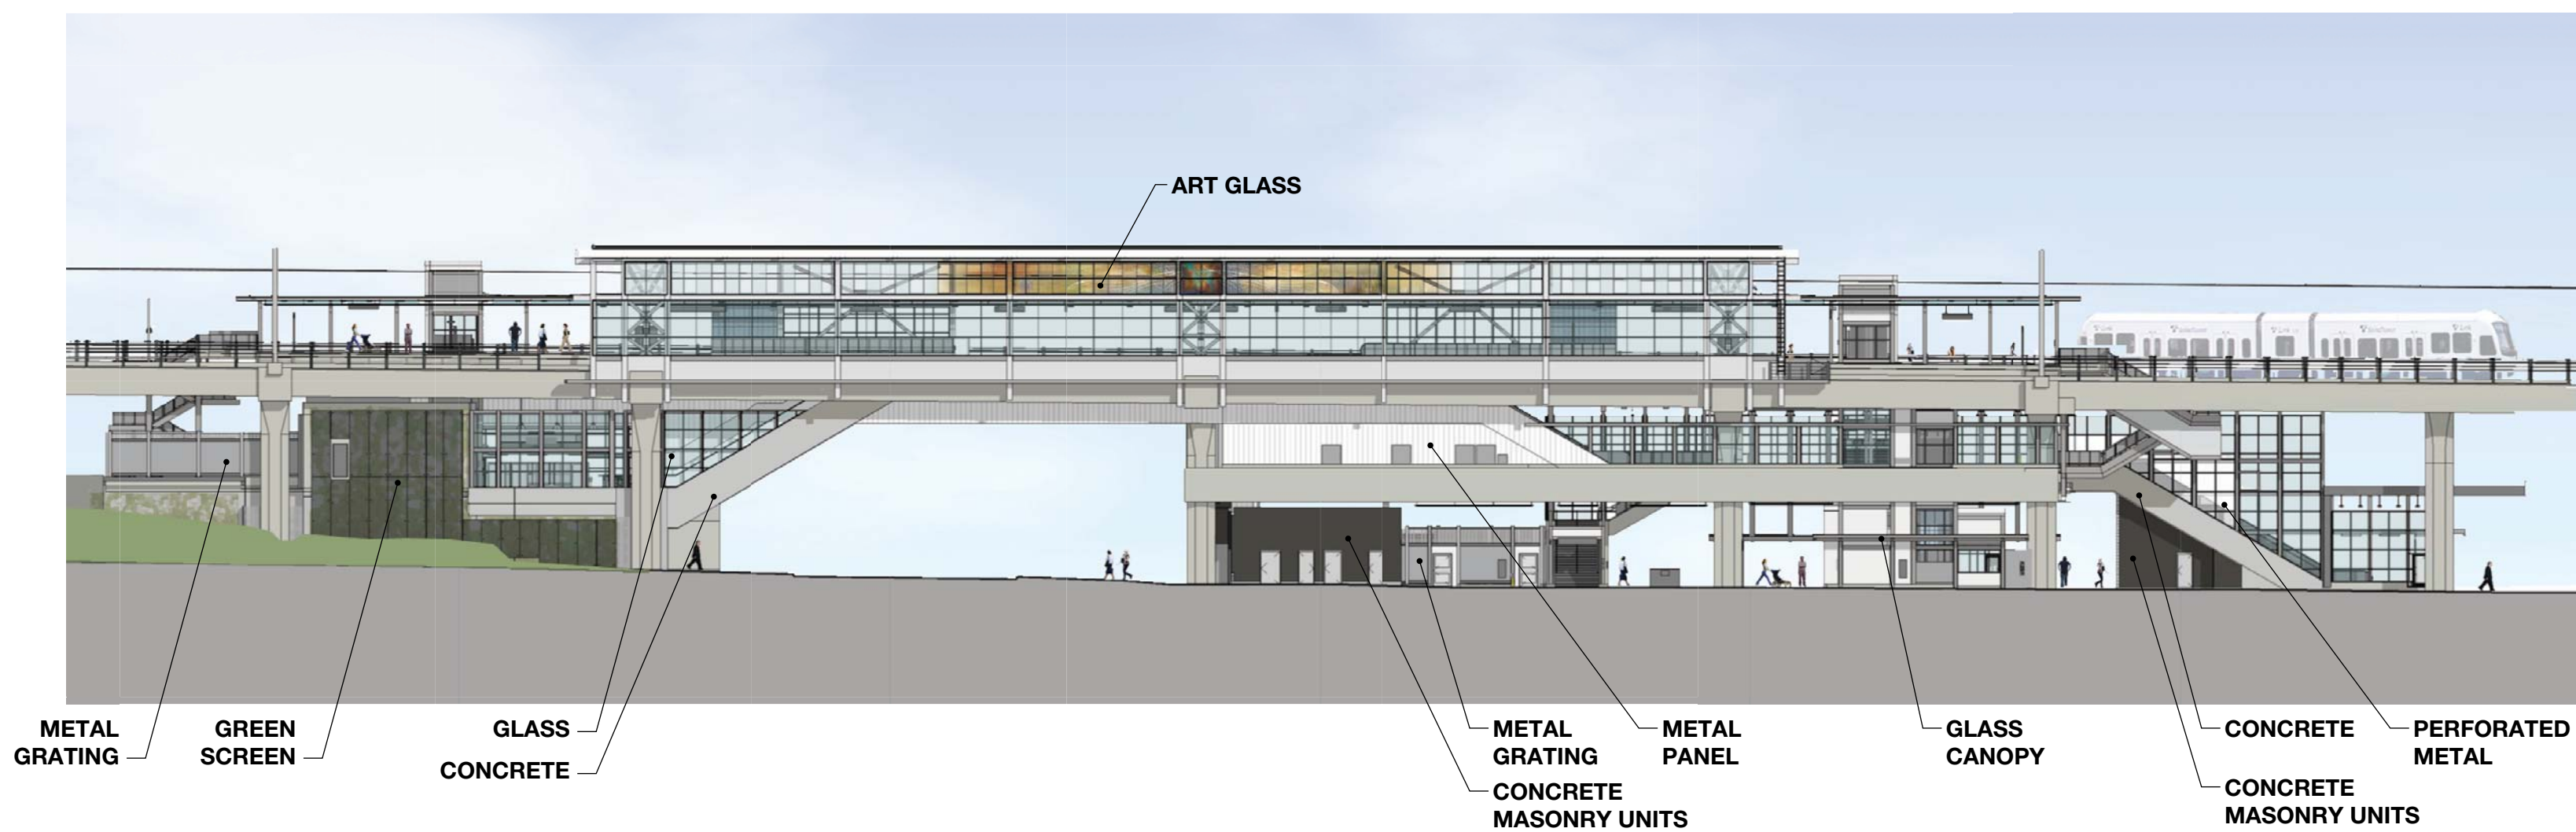 ART GLASS
METAL
GRATING
GREEN
SCREEN
GLASS
CONCRETE
METAL
GRATING
CONCRETE
MASONRY UNITS
METAL
PANEL
GLASS
CANOPY
CONCRETE
CONCRETE
MASONRY UNITS
PERFORATED
METAL